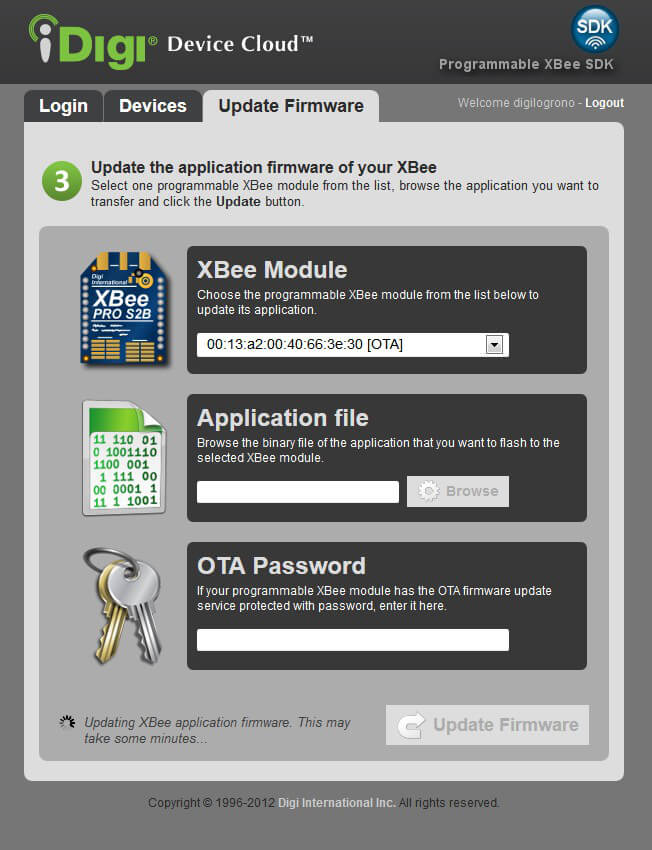 iDigi® Device Cloud™
SDK
Programmable XBee SDK
Login
Devices
Update Firmware
Welcome digilogrono - Logout
3
Update the application firmware of your XBee
Select one programmable XBee module from the list, browse the application you want to
transfer and click the Update button.
Digi
International
XBee
PRO S2B
XBee Module
Choose the programmable XBee module from the list below to
update its application.
00:13:a2:00:40:66:3e:30 [OTA]
11 110 01
0 1001110
1100 001
1 111 00
00 0001 1
11 1 1001
Application file
Browse the binary file of the application that you want to flash to the
selected XBee module.
Browse
OTA Password
If your programmable XBee module has the OTA firmware update
service protected with password, enter it here.
Updating XBee application firmware. This may
take some minutes...
Update Firmware
Copyright © 1996-2012 Digi International Inc. All rights reserved.